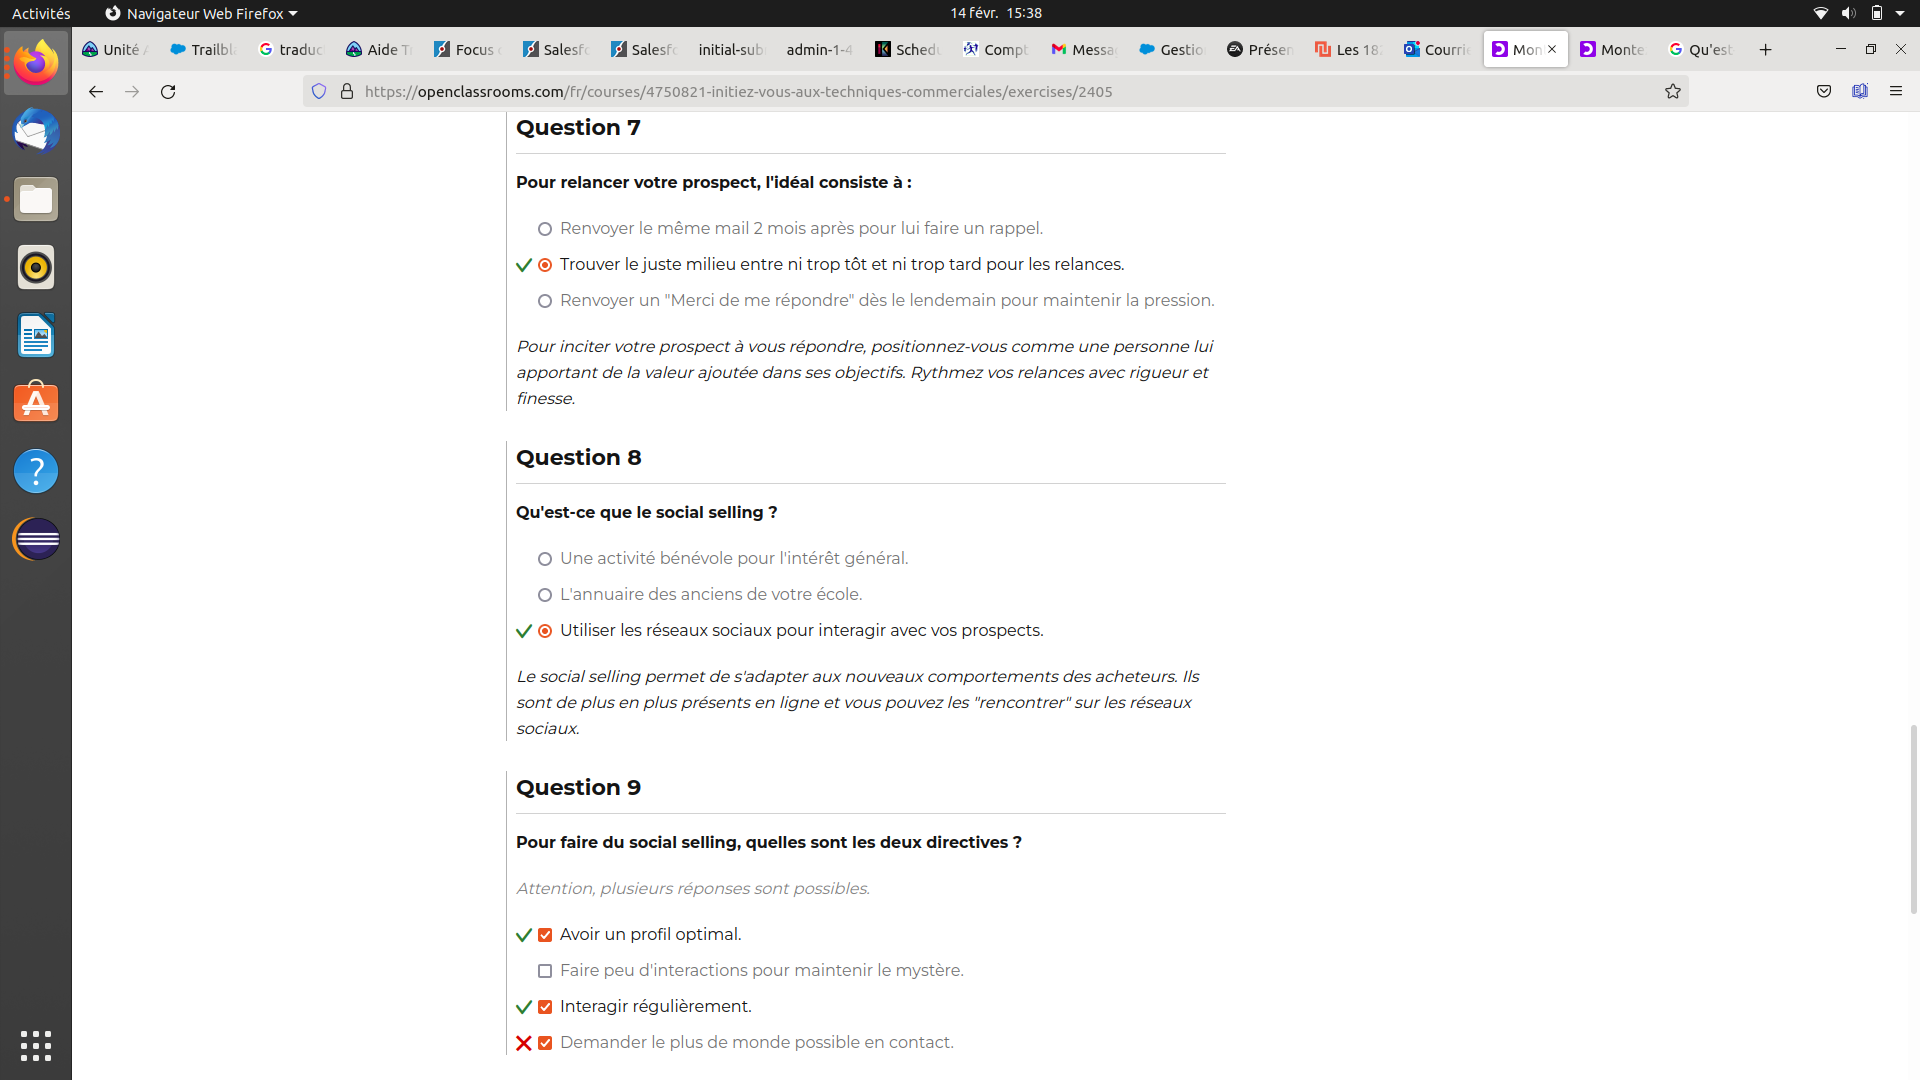 Activités
Navigateur Web Firefox
14 févr. 15:38
Unité
Trailbl
traduc
Aide T
Focus
Salesfo
Salesfo
initial-sub
admin-1-4
Schedu
Compt
Messa
Gestio
Présen
Les 18
Courrie
Mon
Monte
Qu'est
https://openclassrooms.com/fr/courses/4750821-initiez-vous-aux-techniques-commerciales/exercises/2405
Question 7
Pour relancer votre prospect, l'idéal consiste à :
Renvoyer le même mail 2 mois après pour lui faire un rappel.
Trouver le juste milieu entre ni trop tôt et ni trop tard pour les relances.
Renvoyer un "Merci de me répondre" dès le lendemain pour maintenir la pression.
Pour inciter votre prospect à vous répondre, positionnez-vous comme une personne lui
apportant de la valeur ajoutée dans ses objectifs. Rythmez vos relances avec rigueur et
finesse.
Question 8
Qu'est-ce que le social selling ?
Une activité bénévole pour l'intérêt général.
L'annuaire des anciens de votre école.
Utiliser les réseaux sociaux pour interagir avec vos prospects.
Le social selling permet de s'adapter aux nouveaux comportements des acheteurs. Ils
sont de plus en plus présents en ligne et vous pouvez les "rencontrer" sur les réseaux
sociaux.
Question 9
Pour faire du social selling, quelles sont les deux directives ?
Attention, plusieurs réponses sont possibles.
Avoir un profil optimal.
Faire peu d'interactions pour maintenir le mystère.
Interagir régulièrement.
Demander le plus de monde possible en contact.